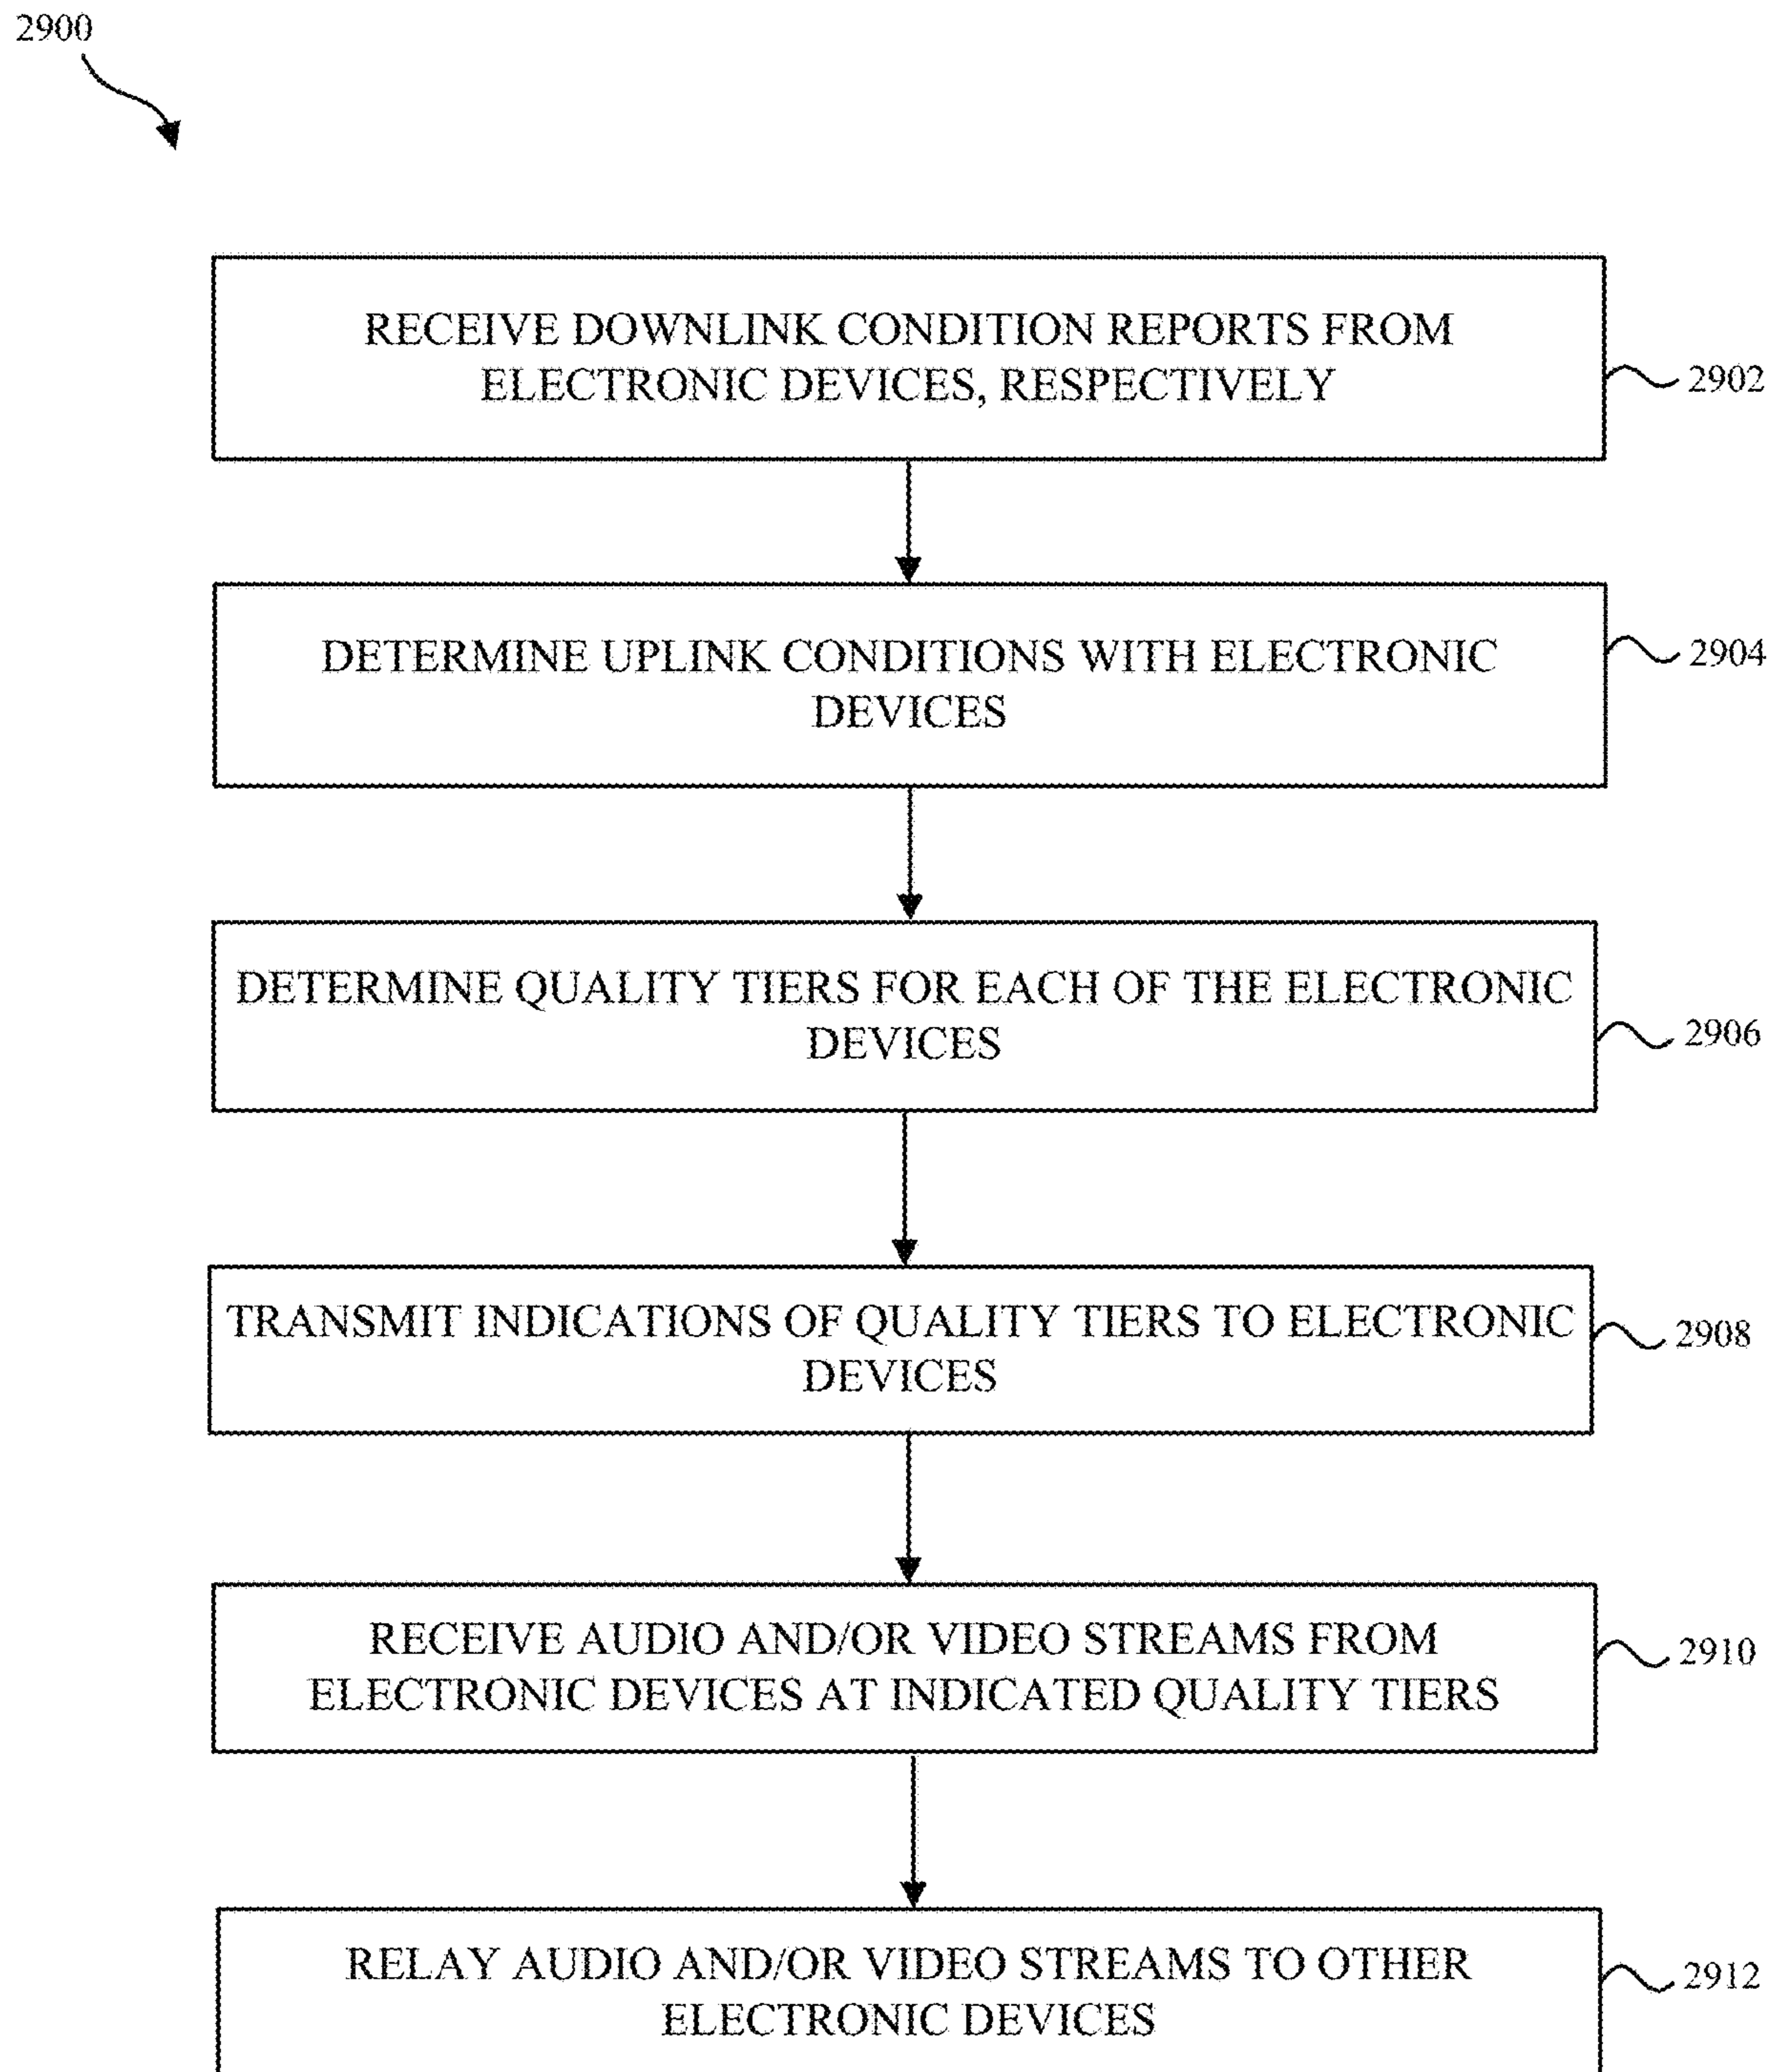 2900
RECEIVE DOWNLINK CONDITION REPORTS FROM
ELECTRONIC DEVICES, RESPECTIVELY
2902
DETERMINE UPLINK CONDITIONS WITH ELECTRONIC
DEVICES
2904
DETERMINE QUALITY TIERS FOR EACH OF THE ELECTRONIC
DEVICES
2906
TRANSMIT INDICATIONS OF QUALITY TIERS TO ELECTRONIC
DEVICES
2908
RECEIVE AUDIO AND/OR VIDEO STREAMS FROM
ELECTRONIC DEVICES AT INDICATED QUALITY TIERS
2910
RELAY AUDIO AND/OR VIDEO STREAMS TO OTHER
ELECTRONIC DEVICES
2912